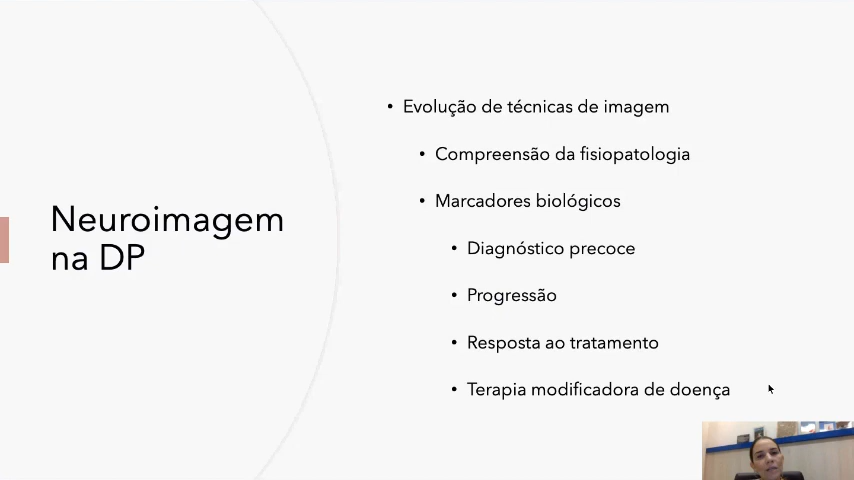 Neuroimagem
na DP
• Evolução de técnicas de imagem
• Compreensão da fisiopatologia
• Marcadores biológicos
• Diagnóstico precoce
• Progressão
• Resposta ao tratamento
• Terapia modificadora de doença